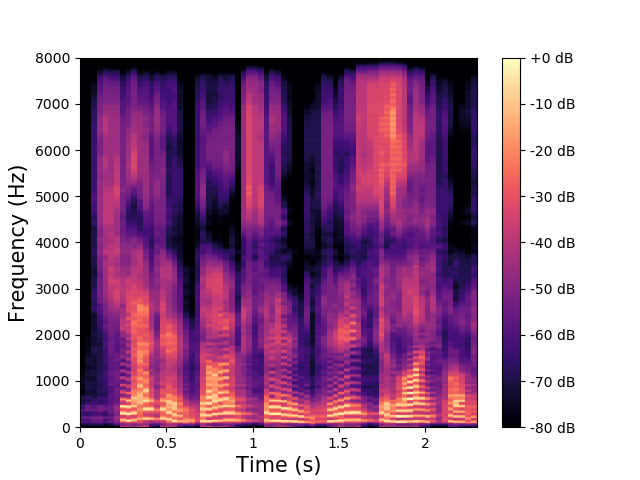 8000
7000
6000
5000
4000
3000
2000
1000
0
Frequency (Hz)
0 0.5 1 1.5 2
Time (s)
+0 dB
-10 dB
-20 dB
-30 dB
-40 dB
-50 dB
-60 dB
-70 dB
-80 dB